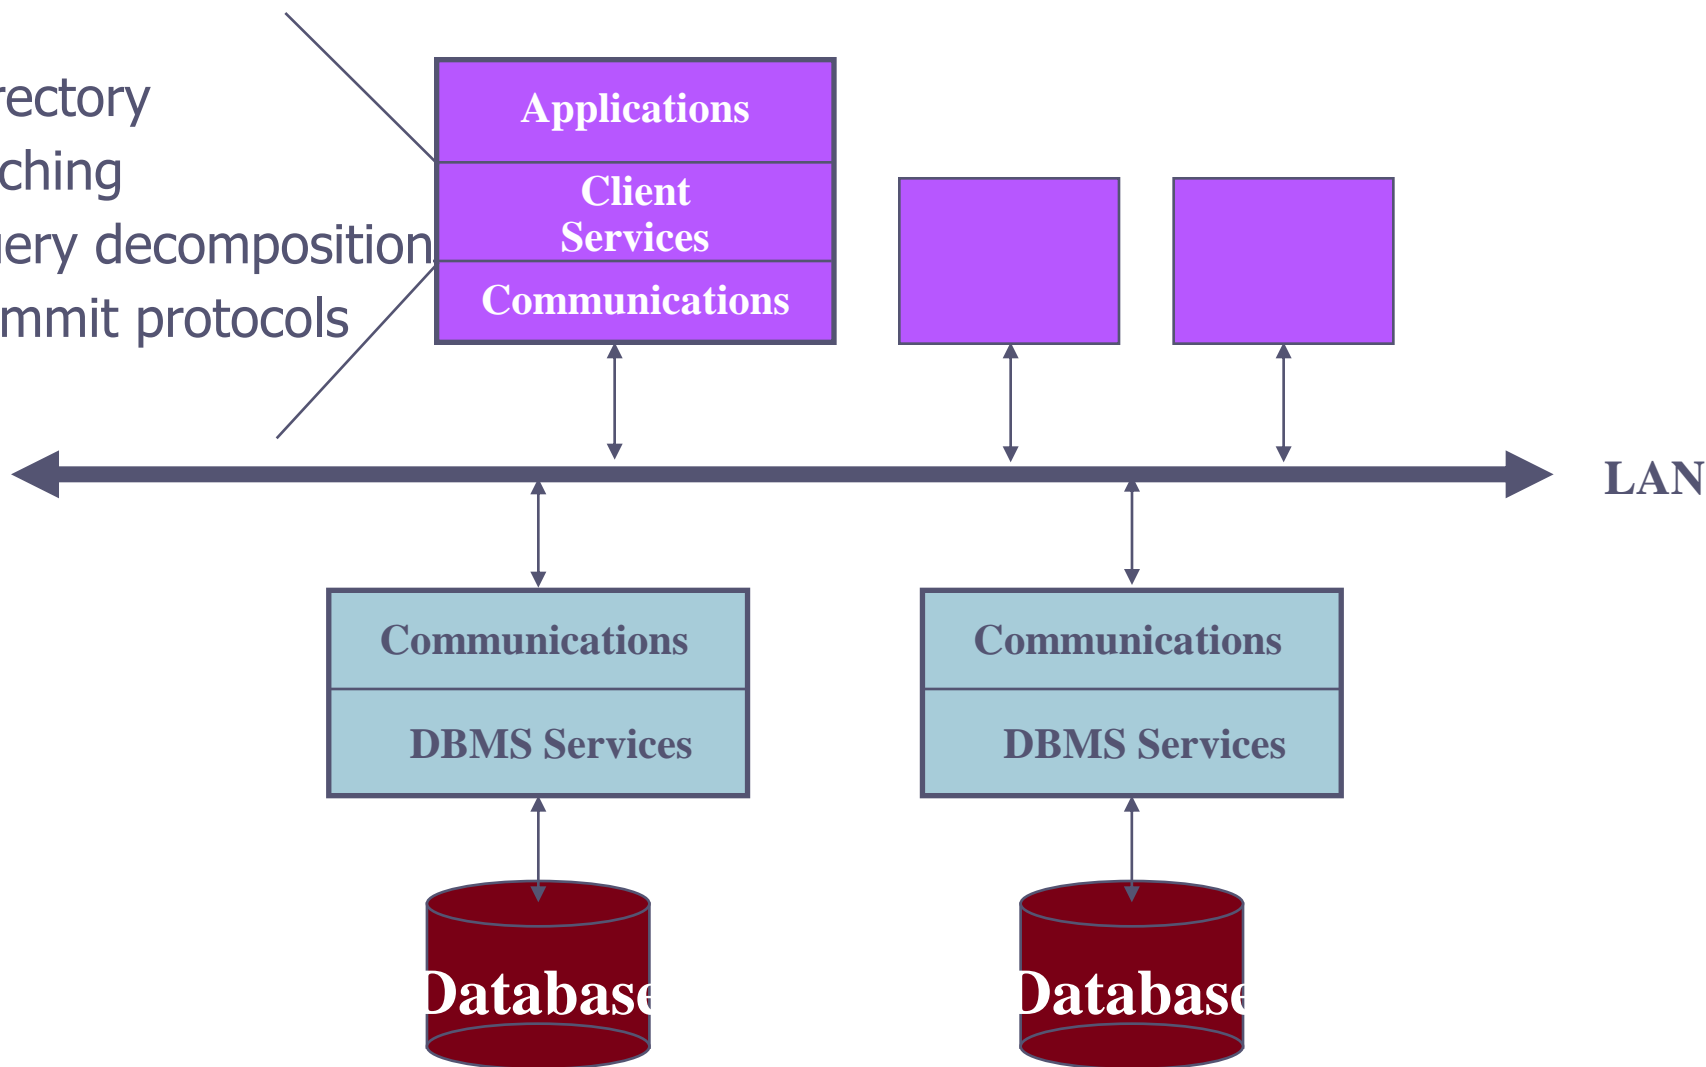 rectory
ching
ery decomposition
mmit protocols
Applications
Client
Services
Communications
LAN
Communications
DBMS Services
Communications
DBMS Services
Database
Database